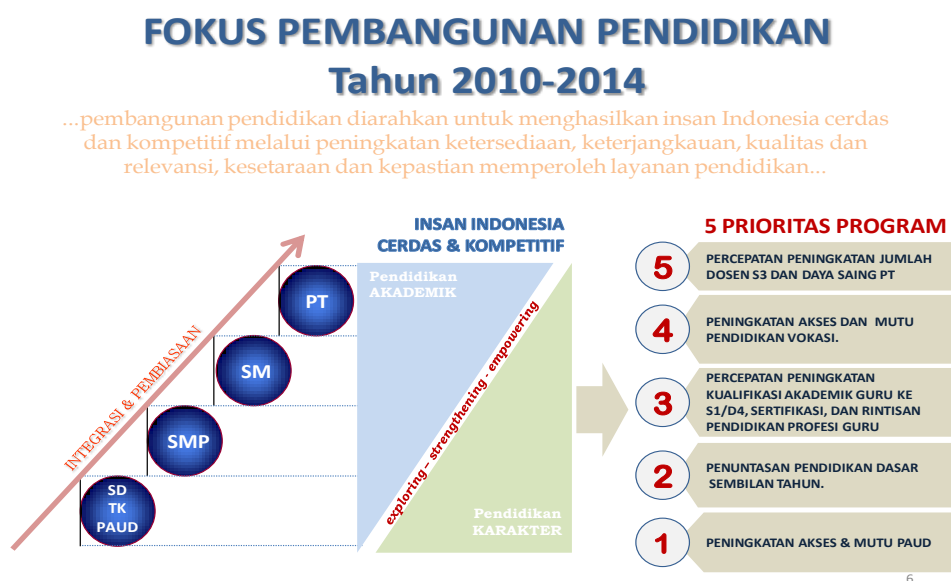 FOKUS PEMBANGUNAN PENDIDIKAN
Tahun 2010-2014
...pembangunan pendidikan diarahkan untuk menghasilkan insan Indonesia cerdas
dan kompetitif melalui peningkatan ketersediaan, keterjangkauan, kualitas dan
relevansi, kesetaraan dan kepastian memperoleh layanan pendidikan...
INTEGRASI & PEMBIASAAN
PT
SM
SMP
SD
TK
PAUD
INSAN INDONESIA
CERDAS & KOMPETITIF
Pendidikan
AKADEMIK
exploring – strengthening - empowering
Pendidikan
KARAKTER
5 PRIORITAS PROGRAM
5
PERCEPATAN PENINGKATAN JUMLAH
DOSEN S3 DAN DAYA SAING PT
4
PENINGKATAN AKSES DAN MUTU
PENDIDIKAN VOKASI.
3
PERCEPATAN PENINGKATAN
KUALIFIKASI AKADEMIK GURU KE
S1/D4, SERTIFIKASI, DAN RINTISAN
PENDIDIKAN PROFESI GURU
2
PENUNTASAN PENDIDIKAN DASAR
SEMBILAN TAHUN.
1
PENINGKATAN AKSES & MUTU PAUD
6